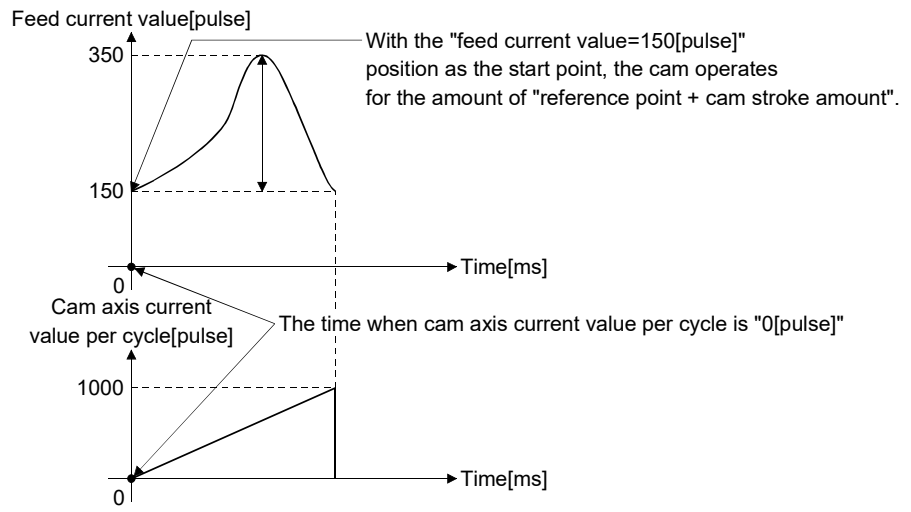 Feed current value[pulse]
350
With the "feed current value=150[pulse]"
position as the start point, the cam operates
for the amount of "reference point + cam stroke amount".
150
Time[ms]
0
Cam axis current
value per cycle[pulse]
The time when cam axis current value per cycle is "0[pulse]"
1000
Time[ms]
0